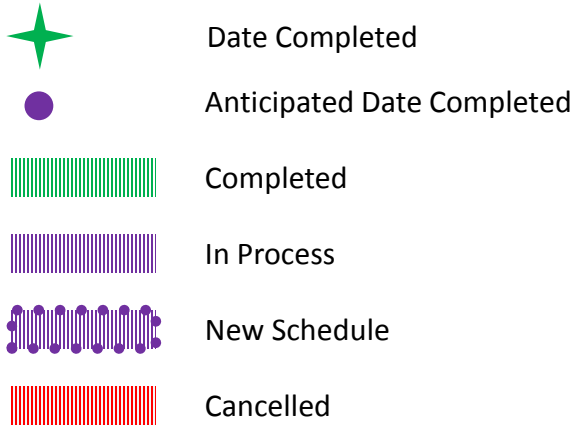 Date Completed
Anticipated Date Completed
Completed
In Process
New Schedule
Cancelled